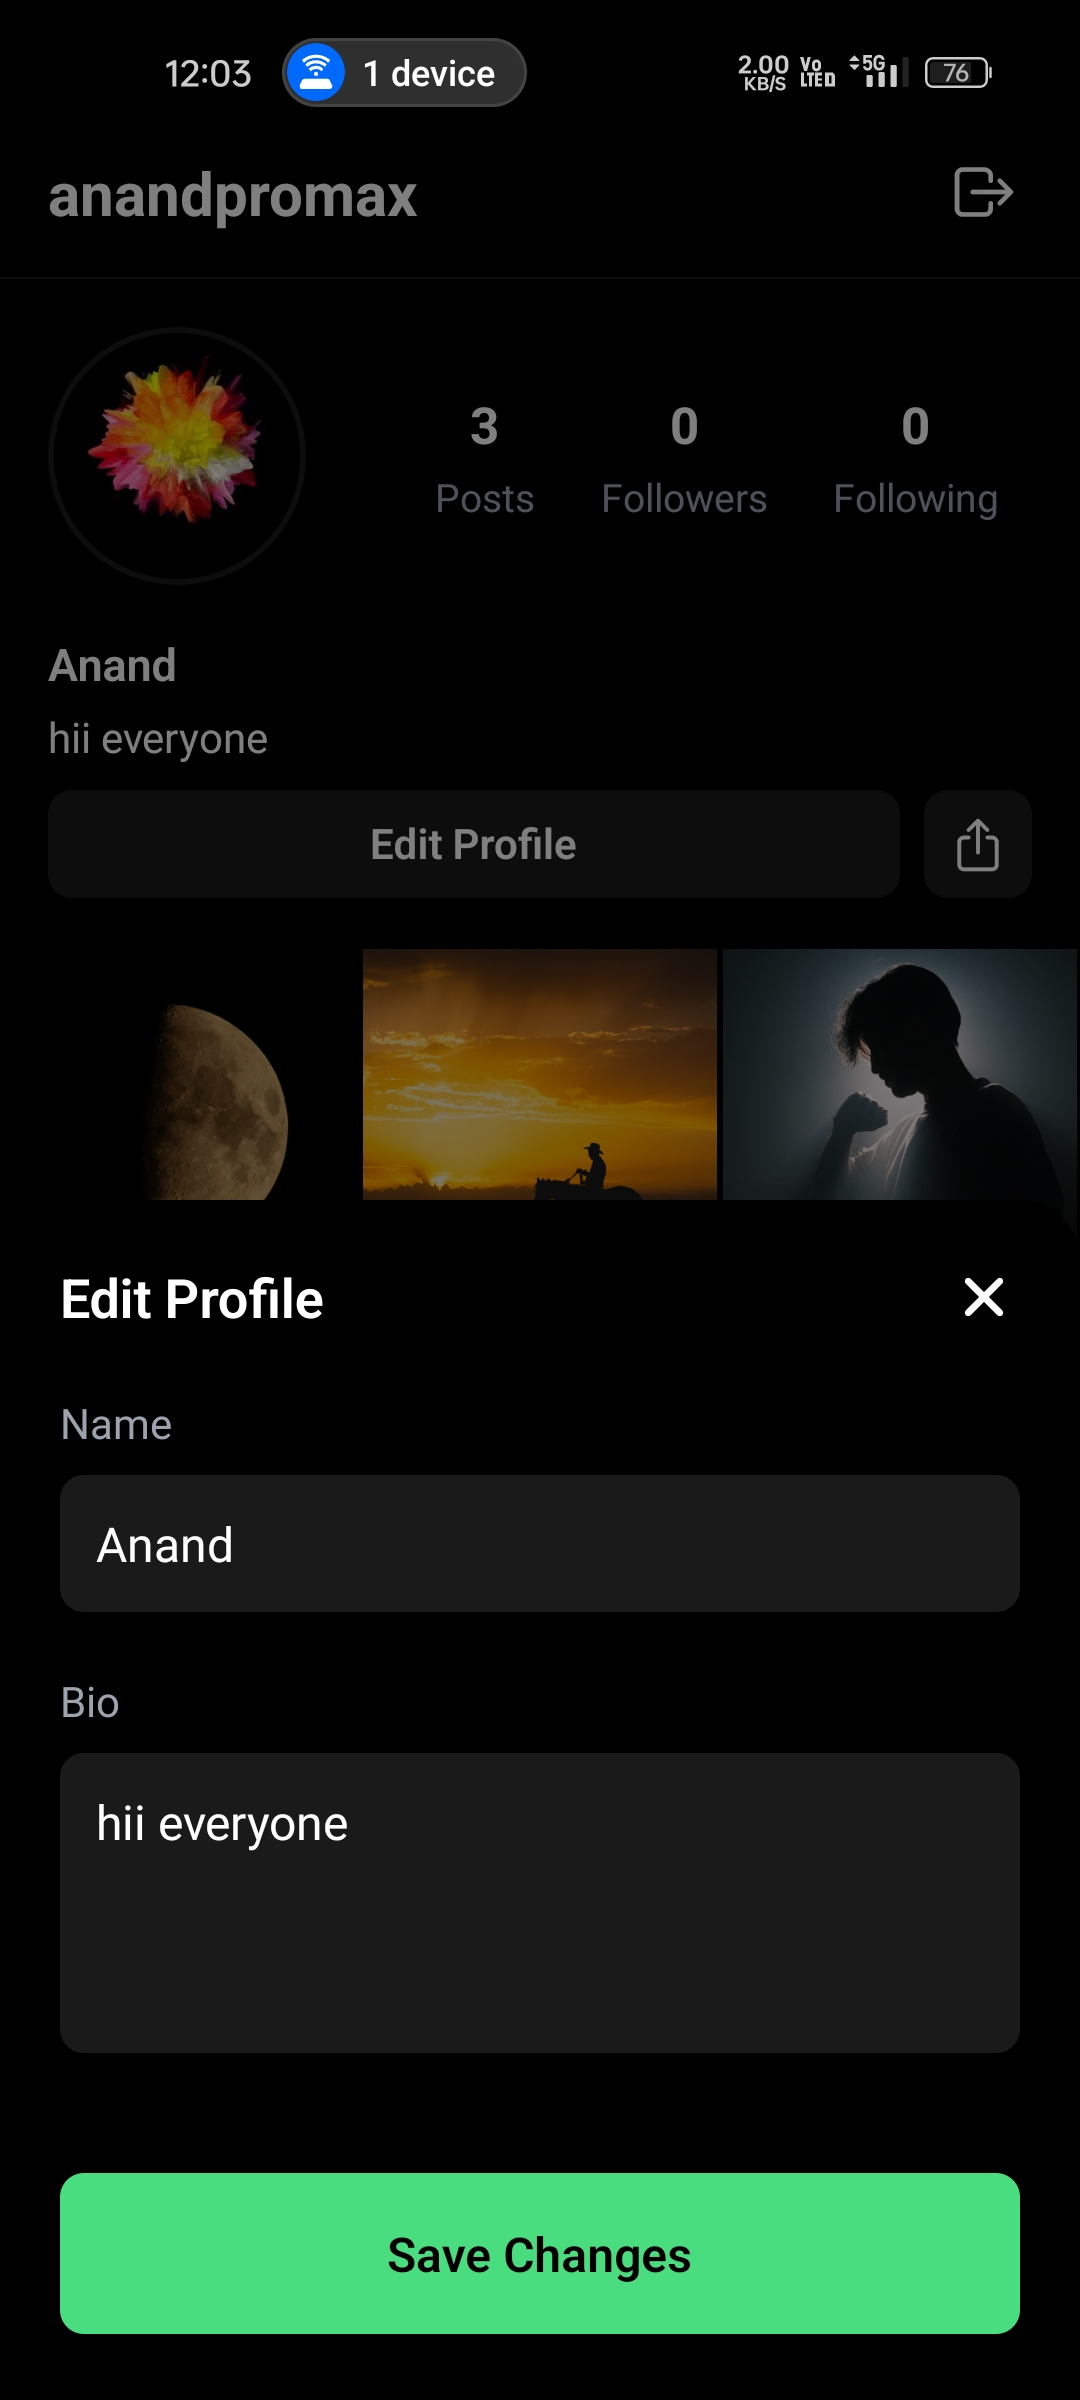 12:03 1 device 2.00 KB/S Vo LTE 5G 76
anandpromax
3 0 0
Posts Followers Following
Anand
hii everyone
Edit Profile
Edit Profile
Name
Anand
Bio
hii everyone
Save Changes